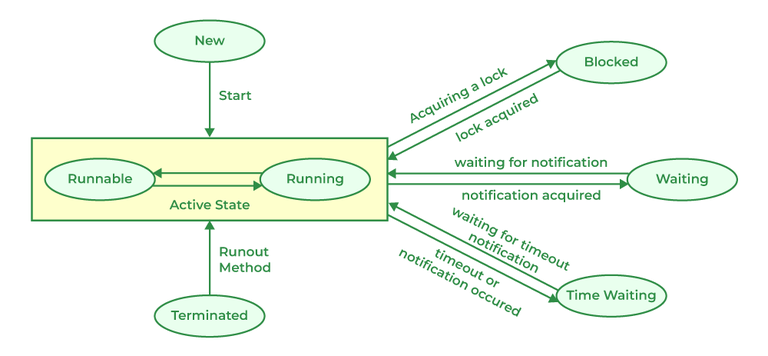 New
Start
Blocked
Acquiring a lock
lock acquired
Runnable
Running
Active State
waiting for notification
notification acquired
Waiting
waiting for timeout
notification
timeout or
notification occured
Time Waiting
Runout
Method
Terminated